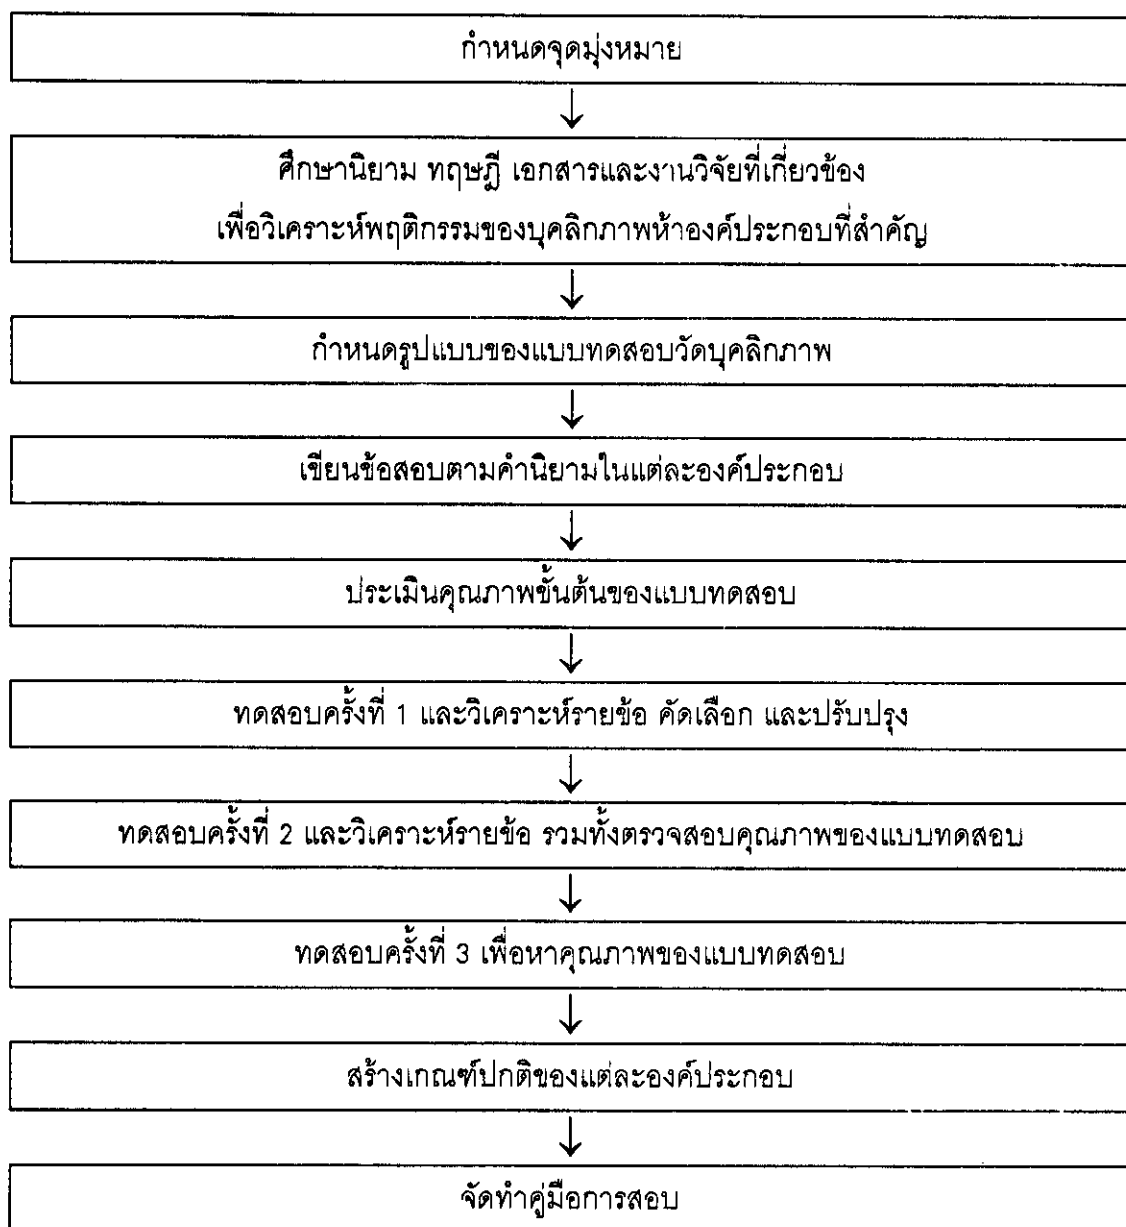 กำหนดจุดมุ่งหมาย
ศึกษานิยาม ทฤษฎี เอกสารและงานวิจัยที่เกี่ยวข้อง
เพื่อวิเคราะห์พฤติกรรมของบุคลิกภาพห้าองค์ประกอบที่สำคัญ
กำหนดรูปแบบของแบบทดสอบวัดบุคลิกภาพ
เขียนข้อสอบตามคำนิยามในแต่ละองค์ประกอบ
ประเมินคุณภาพขั้นต้นของแบบทดสอบ
ทดสอบครั้งที่ 1 และวิเคราะห์รายข้อ คัดเลือก และปรับปรุง
ทดสอบครั้งที่ 2 และวิเคราะห์รายข้อ รวมทั้งตรวจสอบคุณภาพของแบบทดสอบ
ทดสอบครั้งที่ 3 เพื่อหาคุณภาพของแบบทดสอบ
สร้างเกณฑ์ปกติของแต่ละองค์ประกอบ
จัดทำคู่มือการสอบ